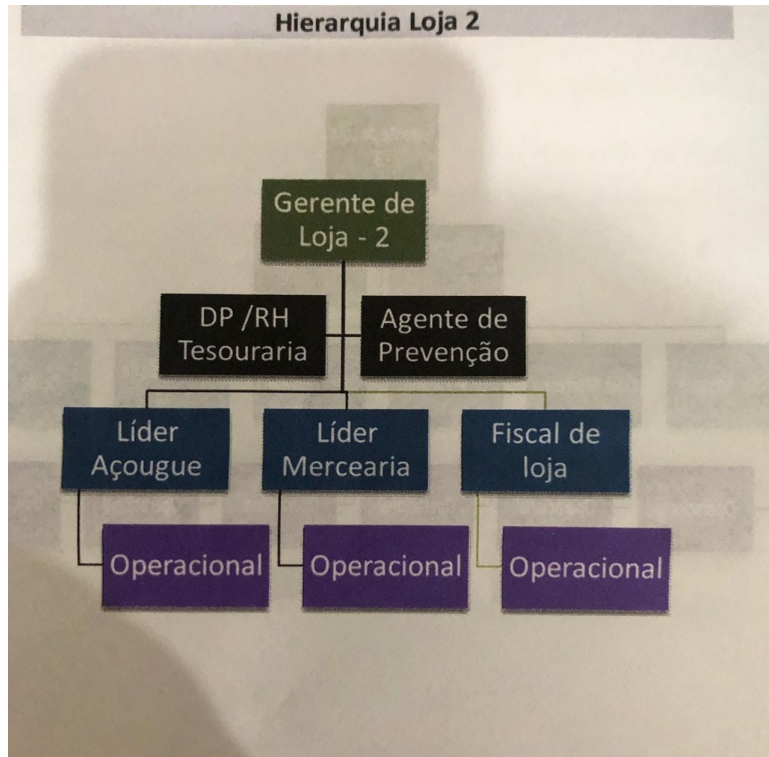 Hierarquia Loja 2
Gerente de
Loja - 2
DP /RH
Tesouraria
Agente de
Prevenção
Líder
Açougue
Líder
Mercearia
Fiscal de
loja
Operacional
Operacional
Operacional